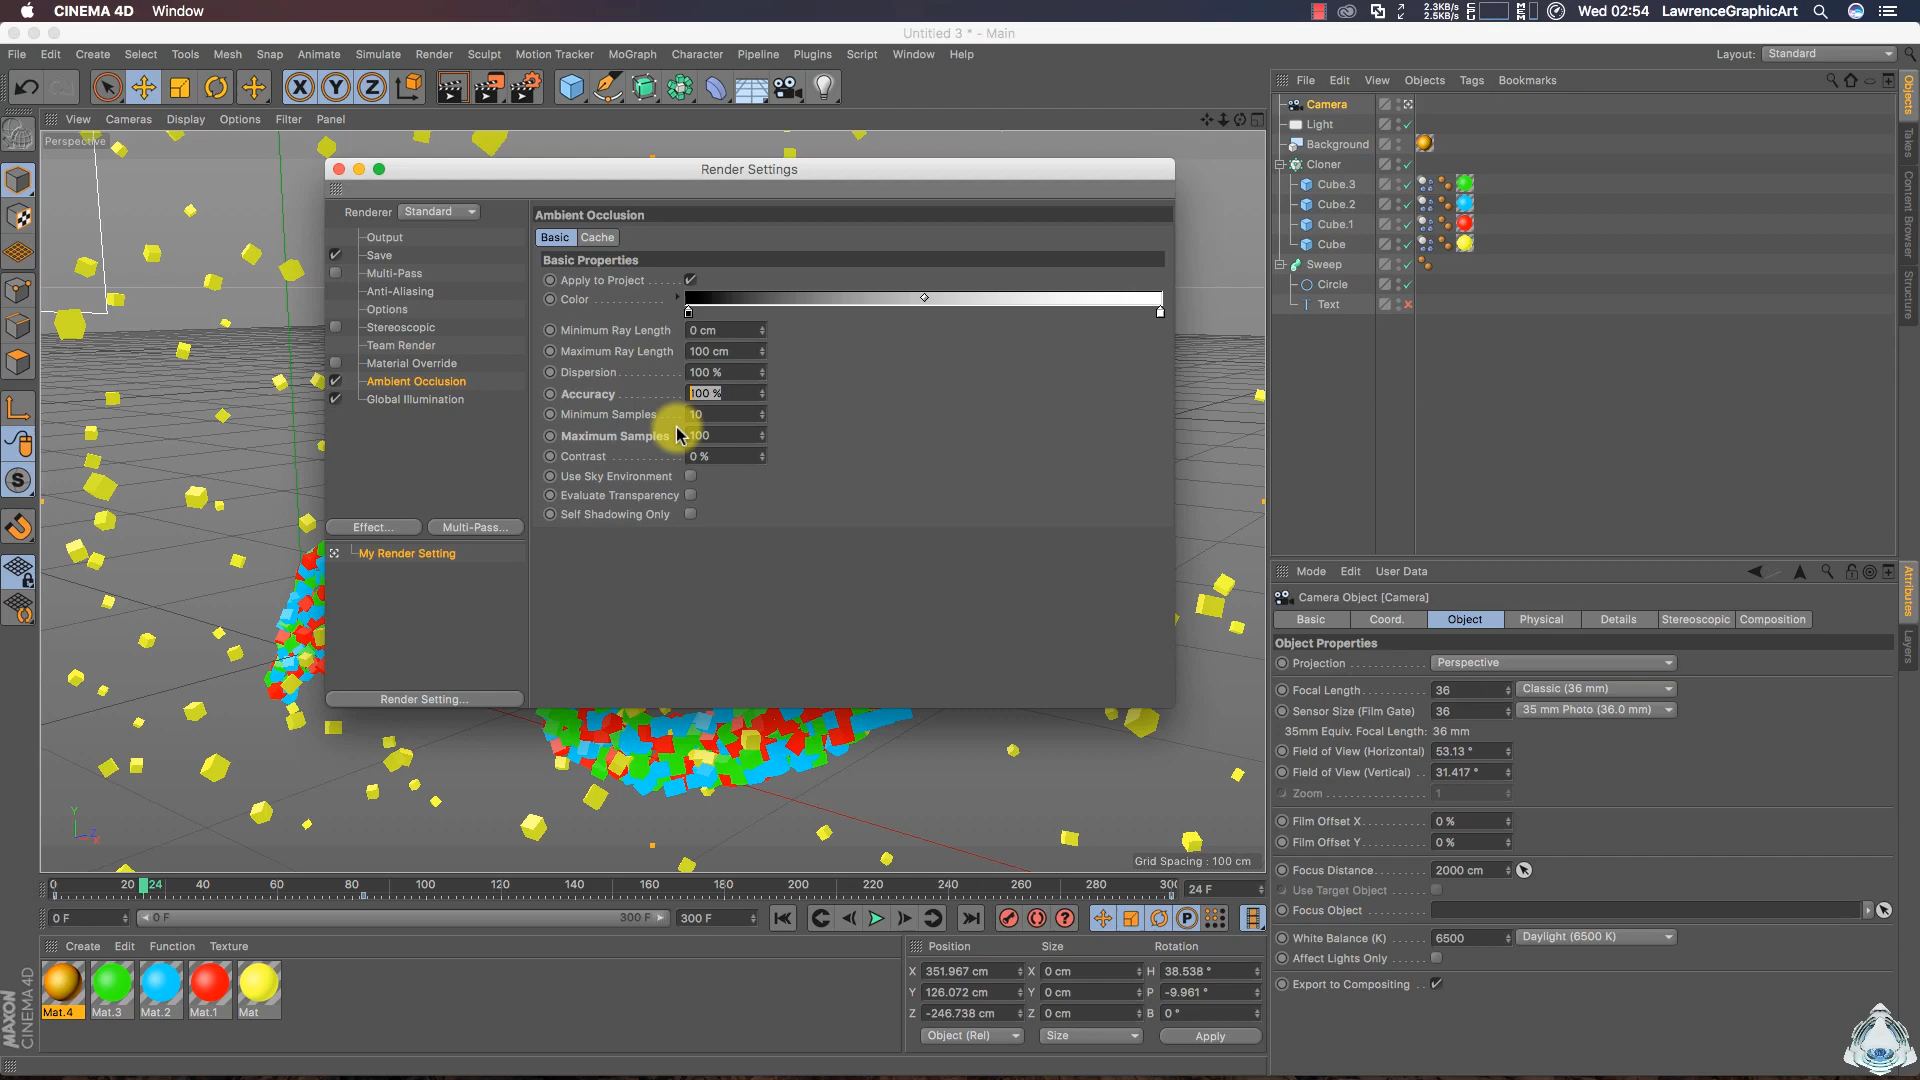 CINEMA 4D Window 2.3KB/s 2.5KB/s CPU MEM Wed 02:54 LawrenceGraphicArt
Untitled 3 * - Main
File Edit Create Select Tools Mesh Snap Animate Simulate Render Sculpt Motion Tracker MoGraph Character Pipeline Plugins Script Window Help Layout: Standard
X Y Z
File Edit View Objects Tags Bookmarks
View Cameras Display Options Filter Panel
Perspective
Camera
Light
Background
Cloner
Cube.3
Cube.2
Cube.1
Cube
Sweep
Circle
Text
Objects
Takes
Content Browser
Structure
Render Settings
Renderer Standard
Output
Save
Multi-Pass
Anti-Aliasing
Options
Stereoscopic
Team Render
Material Override
Ambient Occlusion
Global Illumination
Effect... Multi-Pass...
My Render Setting
Render Setting...
Ambient Occlusion
Basic Cache
Basic Properties
Apply to Project
Color
Minimum Ray Length 0 cm
Maximum Ray Length 100 cm
Dispersion 100 %
Accuracy 100 %
Minimum Samples 10
Maximum Samples 100
Contrast 0 %
Use Sky Environment
Evaluate Transparency
Self Shadowing Only
S
Y
Z
X
Grid Spacing : 100 cm
Mode Edit User Data
Camera Object [Camera]
Basic Coord. Object Physical Details Stereoscopic Composition
Object Properties
Projection Perspective
Focal Length 36 Classic (36 mm)
Sensor Size (Film Gate) 36 35 mm Photo (36.0 mm)
35mm Equiv. Focal Length: 36 mm
Field of View (Horizontal) 53.13 °
Field of View (Vertical) 31.417 °
Zoom 1
Film Offset X 0 %
Film Offset Y 0 %
Focus Distance 2000 cm
Use Target Object
Focus Object
White Balance (K) 6500 Daylight (6500 K)
Affect Lights Only
Export to Compositing
Attributes
Layers
0 20 24 40 60 80 100 120 140 160 180 200 220 240 260 280 300 24 F
0 F 0 F 300 F 300 F
P
Create Edit Function Texture
Mat.4 Mat.3 Mat.2 Mat.1 Mat
MAXON
CINEMA 4D
Position Size Rotation
X 351.967 cm X 0 cm H 38.538 °
Y 126.072 cm Y 0 cm P -9.961 °
Z -246.738 cm Z 0 cm B 0 °
Object (Rel) Size Apply